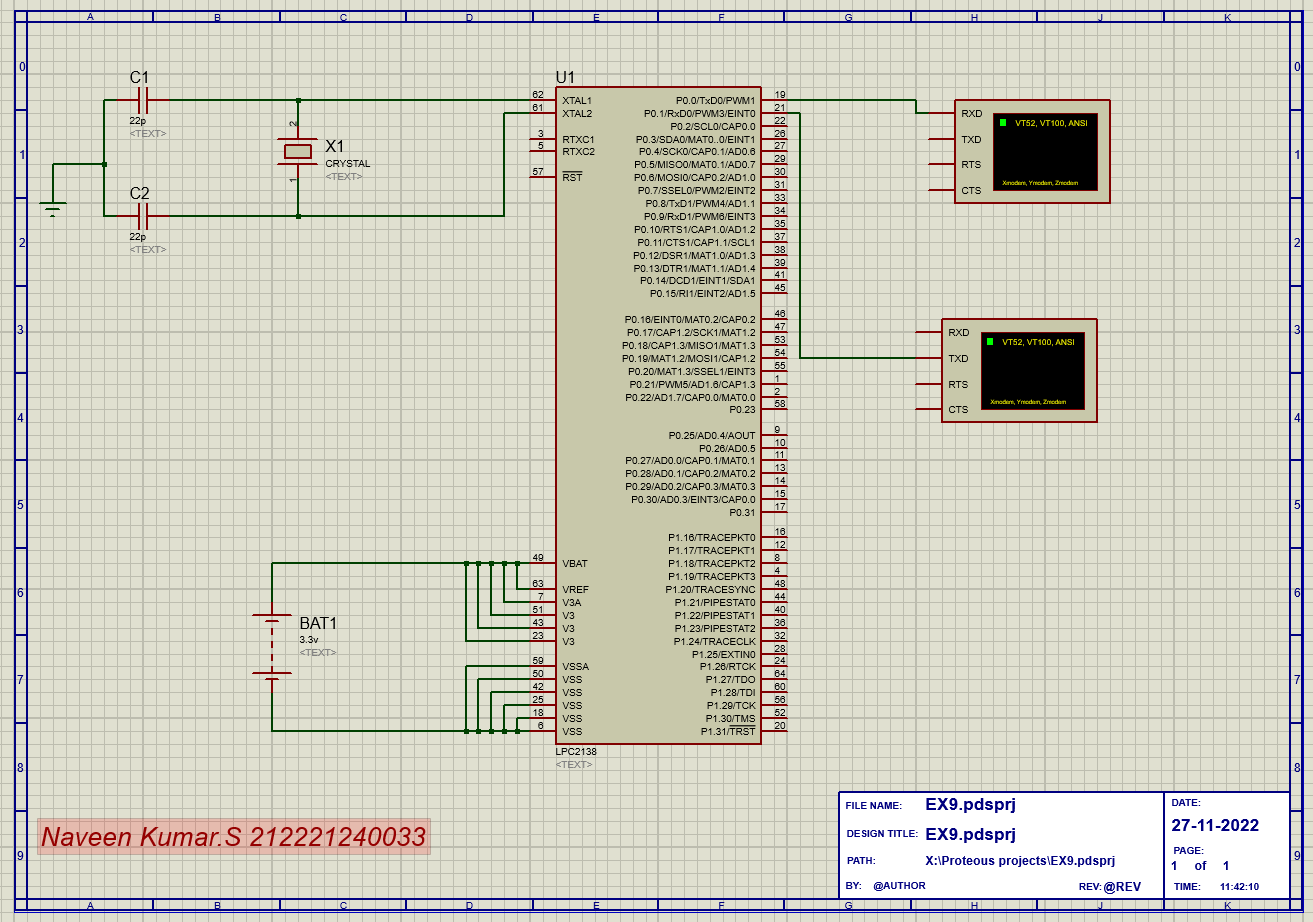 A B C D E F G H J K
0 0
1 1
2 2
3 3
4 4
5 5
6 6
7 7
8 8
9 9
C1
22p
<TEXT>
C2
22p
<TEXT>
2
X1
CRYSTAL
<TEXT>
1
U1
62 XTAL1
61 XTAL2
3 RTXC1
5 RTXC2
57 RST
49 VBAT
63 VREF
7 V3A
51 V3
43 V3
23 V3
59 VSSA
50 VSS
42 VSS
25 VSS
18 VSS
6 VSS
P0.0/TxD0/PWM1 19
P0.1/RxD0/PWM3/EINT0 21
P0.2/SCL0/CAP0.0 22
P0.3/SDA0/MAT0..0/EINT1 26
P0.4/SCK0/CAP0.1/AD0.6 27
P0.5/MISO0/MAT0.1/AD0.7 29
P0.6/MOSI0/CAP0.2/AD1.0 30
P0.7/SSEL0/PWM2/EINT2 31
P0.8/TxD1/PWM4/AD1.1 33
P0.9/RxD1/PWM6/EINT3 34
P0.10/RTS1/CAP1.0/AD1.2 35
P0.11/CTS1/CAP1.1/SCL1 37
P0.12/DSR1/MAT1.0/AD1.3 38
P0.13/DTR1/MAT1.1/AD1.4 39
P0.14/DCD1/EINT1/SDA1 41
P0.15/RI1/EINT2/AD1.5 45
P0.16/EINT0/MAT0.2/CAP0.2 46
P0.17/CAP1.2/SCK1/MAT1.2 47
P0.18/CAP1.3/MISO1/MAT1.3 53
P0.19/MAT1.2/MOSI1/CAP1.2 54
P0.20/MAT1.3/SSEL1/EINT3 55
P0.21/PWM5/AD1.6/CAP1.3 1
P0.22/AD1.7/CAP0.0/MAT0.0 2
P0.23 58
P0.25/AD0.4/AOUT 9
P0.26/AD0.5 10
P0.27/AD0.0/CAP0.1/MAT0.1 11
P0.28/AD0.1/CAP0.2/MAT0.2 13
P0.29/AD0.2/CAP0.3/MAT0.3 14
P0.30/AD0.3/EINT3/CAP0.0 15
P0.31 17
P1.16/TRACEPKT0 16
P1.17/TRACEPKT1 12
P1.18/TRACEPKT2 8
P1.19/TRACEPKT3 4
P1.20/TRACESYNC 48
P1.21/PIPESTAT0 44
P1.22/PIPESTAT1 40
P1.23/PIPESTAT2 36
P1.24/TRACECLK 32
P1.25/EXTIN0 28
P1.26/RTCK 24
P1.27/TDO 64
P1.28/TDI 60
P1.29/TCK 56
P1.30/TMS 52
P1.31/TRST 20
LPC2138
<TEXT>
RXD
TXD
RTS
CTS
VT52, VT100, ANSI
Xmodem, Ymodem, Zmodem
RXD
TXD
RTS
CTS
VT52, VT100, ANSI
Xmodem, Ymodem, Zmodem
BAT1
3.3v
<TEXT>
Naveen Kumar.S 212221240033
FILE NAME: EX9.pdsprj
DESIGN TITLE: EX9.pdsprj
PATH: X:\Proteous projects\EX9.pdsprj
BY: @AUTHOR REV:@REV
DATE:
27-11-2022
PAGE:
1 of 1
TIME: 11:42:10
A B C D E F G H J K